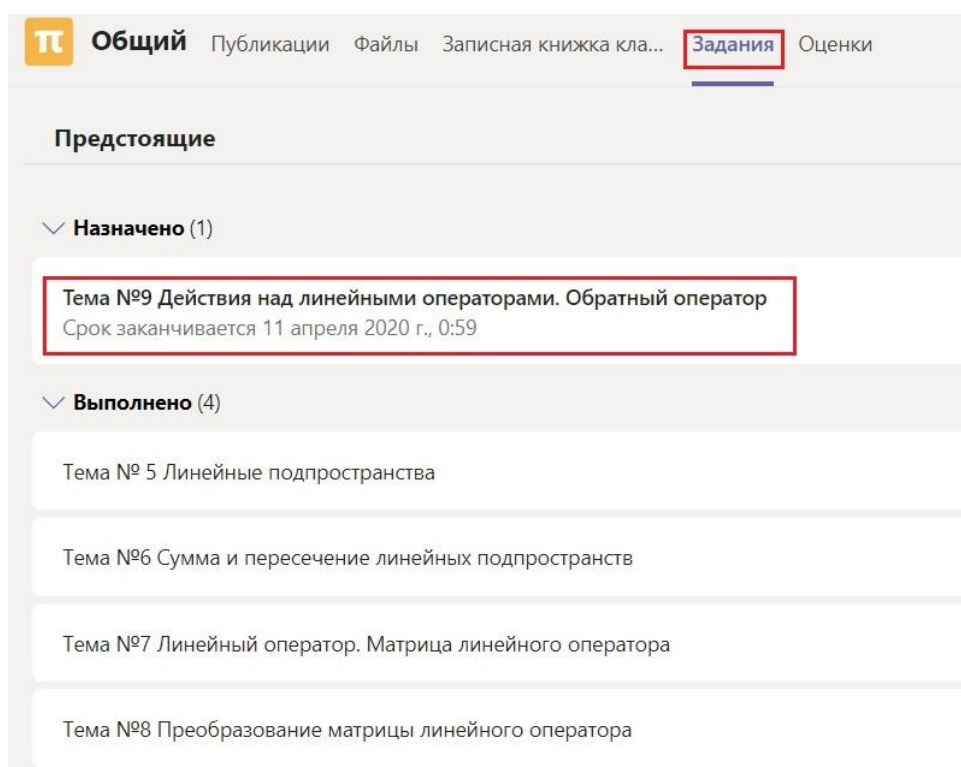 π Общий Публикации Файлы Записная книжка кла... Задания Оценки
Предстоящие
Назначено (1)
Тема №9 Действия над линейными операторами. Обратный оператор
Срок заканчивается 11 апреля 2020 г., 0:59
Выполнено (4)
Тема № 5 Линейные подпространства
Тема №6 Сумма и пересечение линейных подпространств
Тема №7 Линейный оператор. Матрица линейного оператора
Тема №8 Преобразование матрицы линейного оператора